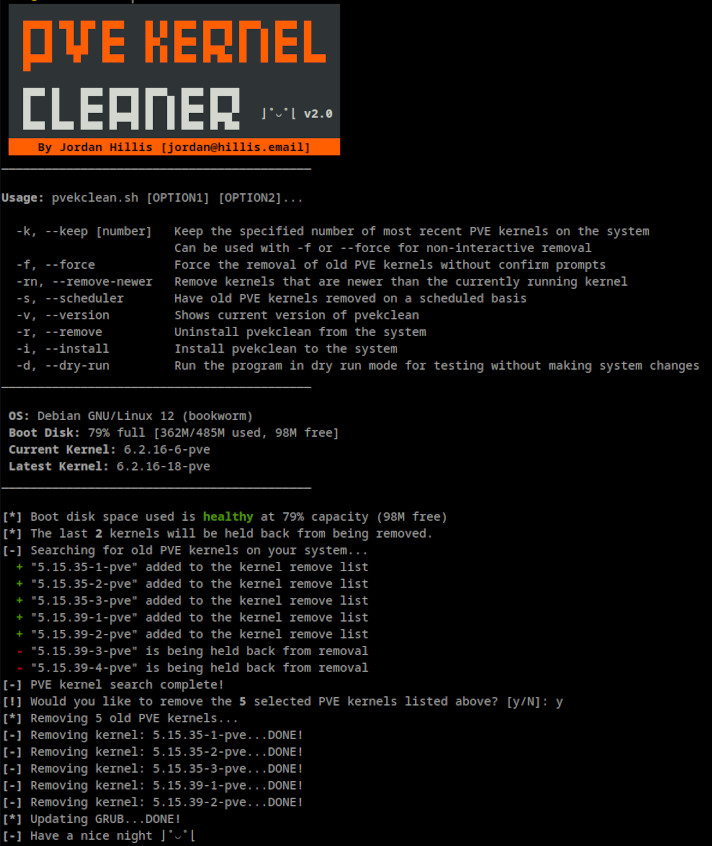 PVE KERNEL
CLEANER ⌋˚◡˚⌊ v2.0
By Jordan Hillis [jordan@hillis.email]
Usage: pvekclean.sh [OPTION1] [OPTION2]...
-k, --keep [number] Keep the specified number of most recent PVE kernels on the system
Can be used with -f or --force for non-interactive removal
-f, --force Force the removal of old PVE kernels without confirm prompts
-rn, --remove-newer Remove kernels that are newer than the currently running kernel
-s, --scheduler Have old PVE kernels removed on a scheduled basis
-v, --version Shows current version of pvekclean
-r, --remove Uninstall pvekclean from the system
-i, --install Install pvekclean to the system
-d, --dry-run Run the program in dry run mode for testing without making system changes
OS: Debian GNU/Linux 12 (bookworm)
Boot Disk: 79% full [362M/485M used, 98M free]
Current Kernel: 6.2.16-6-pve
Latest Kernel: 6.2.16-18-pve
[*] Boot disk space used is healthy at 79% capacity (98M free)
[*] The last 2 kernels will be held back from being removed.
[-] Searching for old PVE kernels on your system...
+ "5.15.35-1-pve" added to the kernel remove list
+ "5.15.35-2-pve" added to the kernel remove list
+ "5.15.35-3-pve" added to the kernel remove list
+ "5.15.39-1-pve" added to the kernel remove list
+ "5.15.39-2-pve" added to the kernel remove list
- "5.15.39-3-pve" is being held back from removal
- "5.15.39-4-pve" is being held back from removal
[-] PVE kernel search complete!
[!] Would you like to remove the 5 selected PVE kernels listed above? [y/N]: y
[*] Removing 5 old PVE kernels...
[-] Removing kernel: 5.15.35-1-pve...DONE!
[-] Removing kernel: 5.15.35-2-pve...DONE!
[-] Removing kernel: 5.15.35-3-pve...DONE!
[-] Removing kernel: 5.15.39-1-pve...DONE!
[-] Removing kernel: 5.15.39-2-pve...DONE!
[*] Updating GRUB...DONE!
[-] Have a nice night ⌋˚◡˚⌊